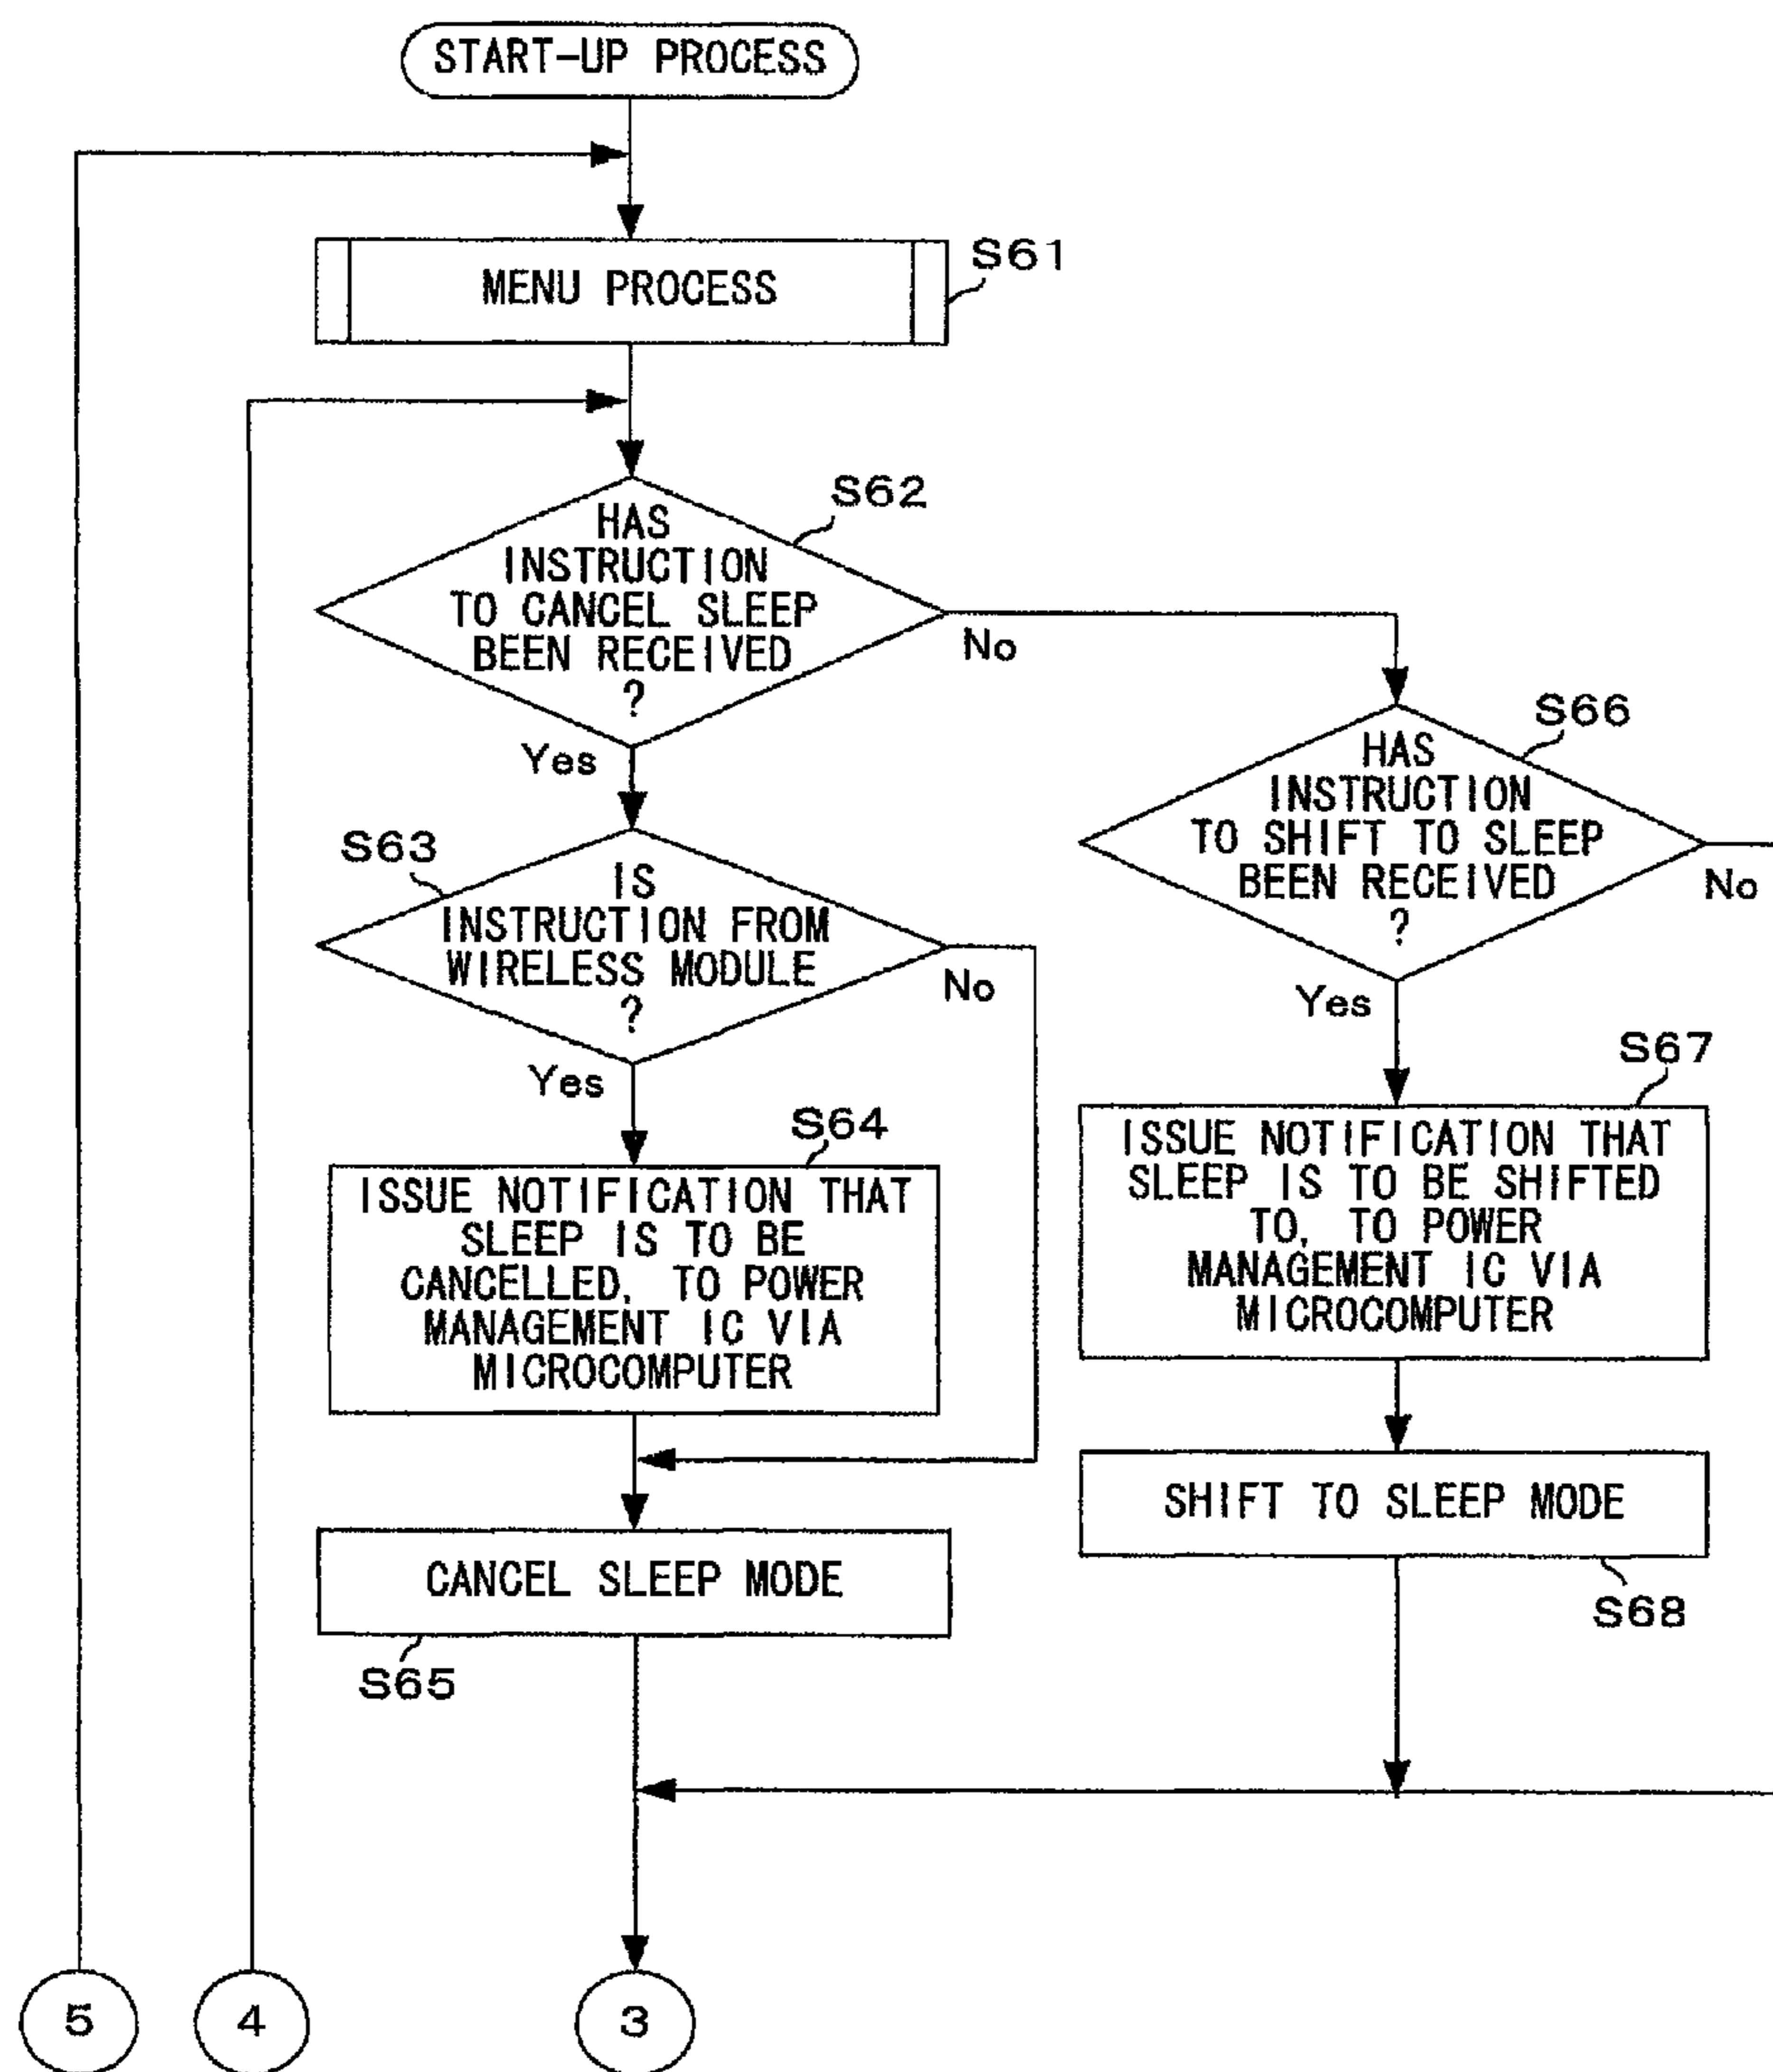 START-UP PROCESS
MENU PROCESS
S61
S62
HAS
INSTRUCTION
TO CANCEL SLEEP
BEEN RECEIVED
?
No
Yes
S63
IS
INSTRUCTION FROM
WIRELESS MODULE
?
No
Yes
S64
ISSUE NOTIFICATION THAT
SLEEP IS TO BE
CANCELLED, TO POWER
MANAGEMENT IC VIA
MICROCOMPUTER
CANCEL SLEEP MODE
S65
S66
HAS
INSTRUCTION
TO SHIFT TO SLEEP
BEEN RECEIVED
?
No
Yes
S67
ISSUE NOTIFICATION THAT
SLEEP IS TO BE SHIFTED
TO, TO POWER
MANAGEMENT IC VIA
MICROCOMPUTER
SHIFT TO SLEEP MODE
S68
5
4
3